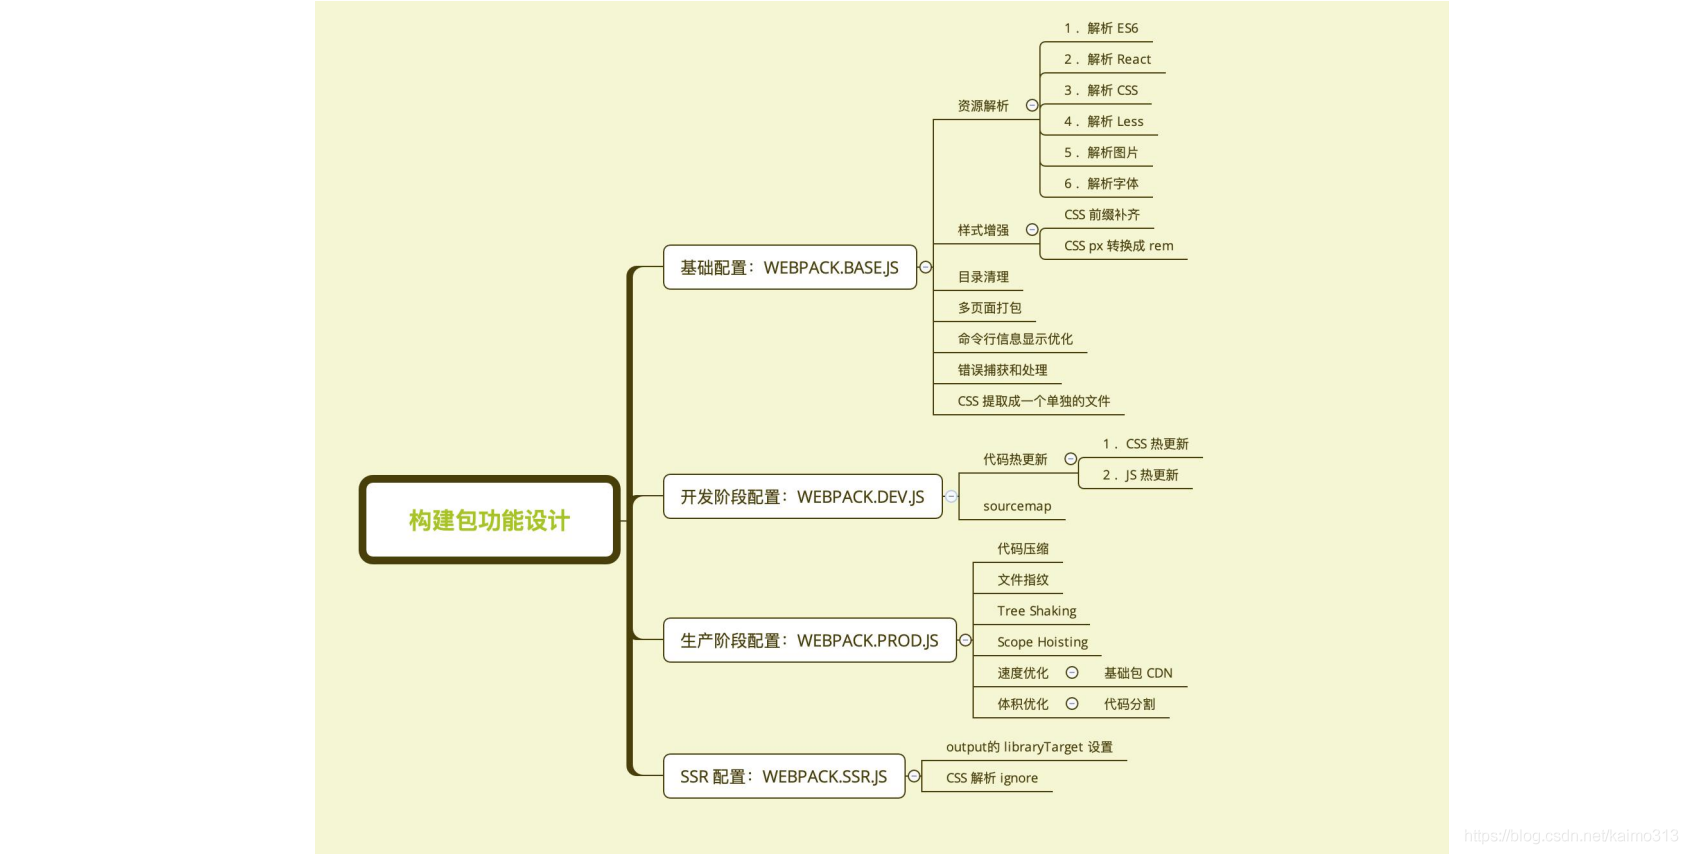 构建包功能设计
基础配置：WEBPACK.BASE.JS
资源解析
1．解析 ES6
2．解析 React
3．解析 CSS
4．解析 Less
5．解析图片
6．解析字体
样式增强
CSS 前缀补齐
CSS px 转换成 rem
目录清理
多页面打包
命令行信息显示优化
错误捕获和处理
CSS 提取成一个单独的文件
开发阶段配置：WEBPACK.DEV.JS
代码热更新
1．CSS 热更新
2．JS 热更新
sourcemap
生产阶段配置：WEBPACK.PROD.JS
代码压缩
文件指纹
Tree Shaking
Scope Hoisting
速度优化
基础包 CDN
体积优化
代码分割
SSR 配置：WEBPACK.SSR.JS
output的 libraryTarget 设置
CSS 解析 ignore
https://blog.csdn.net/kaimo313